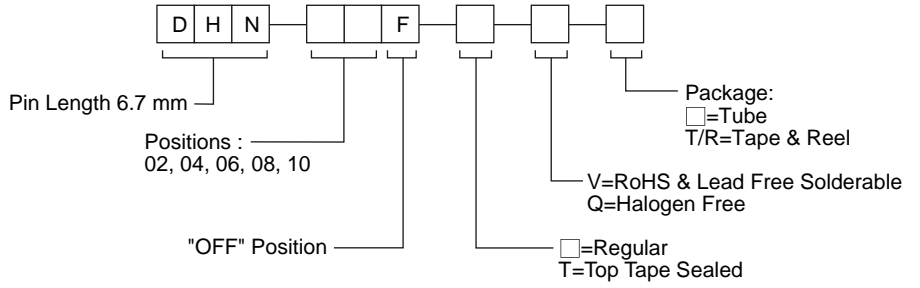 D H N F
Pin Length 6.7 mm
Positions :
02, 04, 06, 08, 10
"OFF" Position
Package:
□=Tube
T/R=Tape & Reel
V=RoHS & Lead Free Solderable
Q=Halogen Free
□=Regular
T=Top Tape Sealed